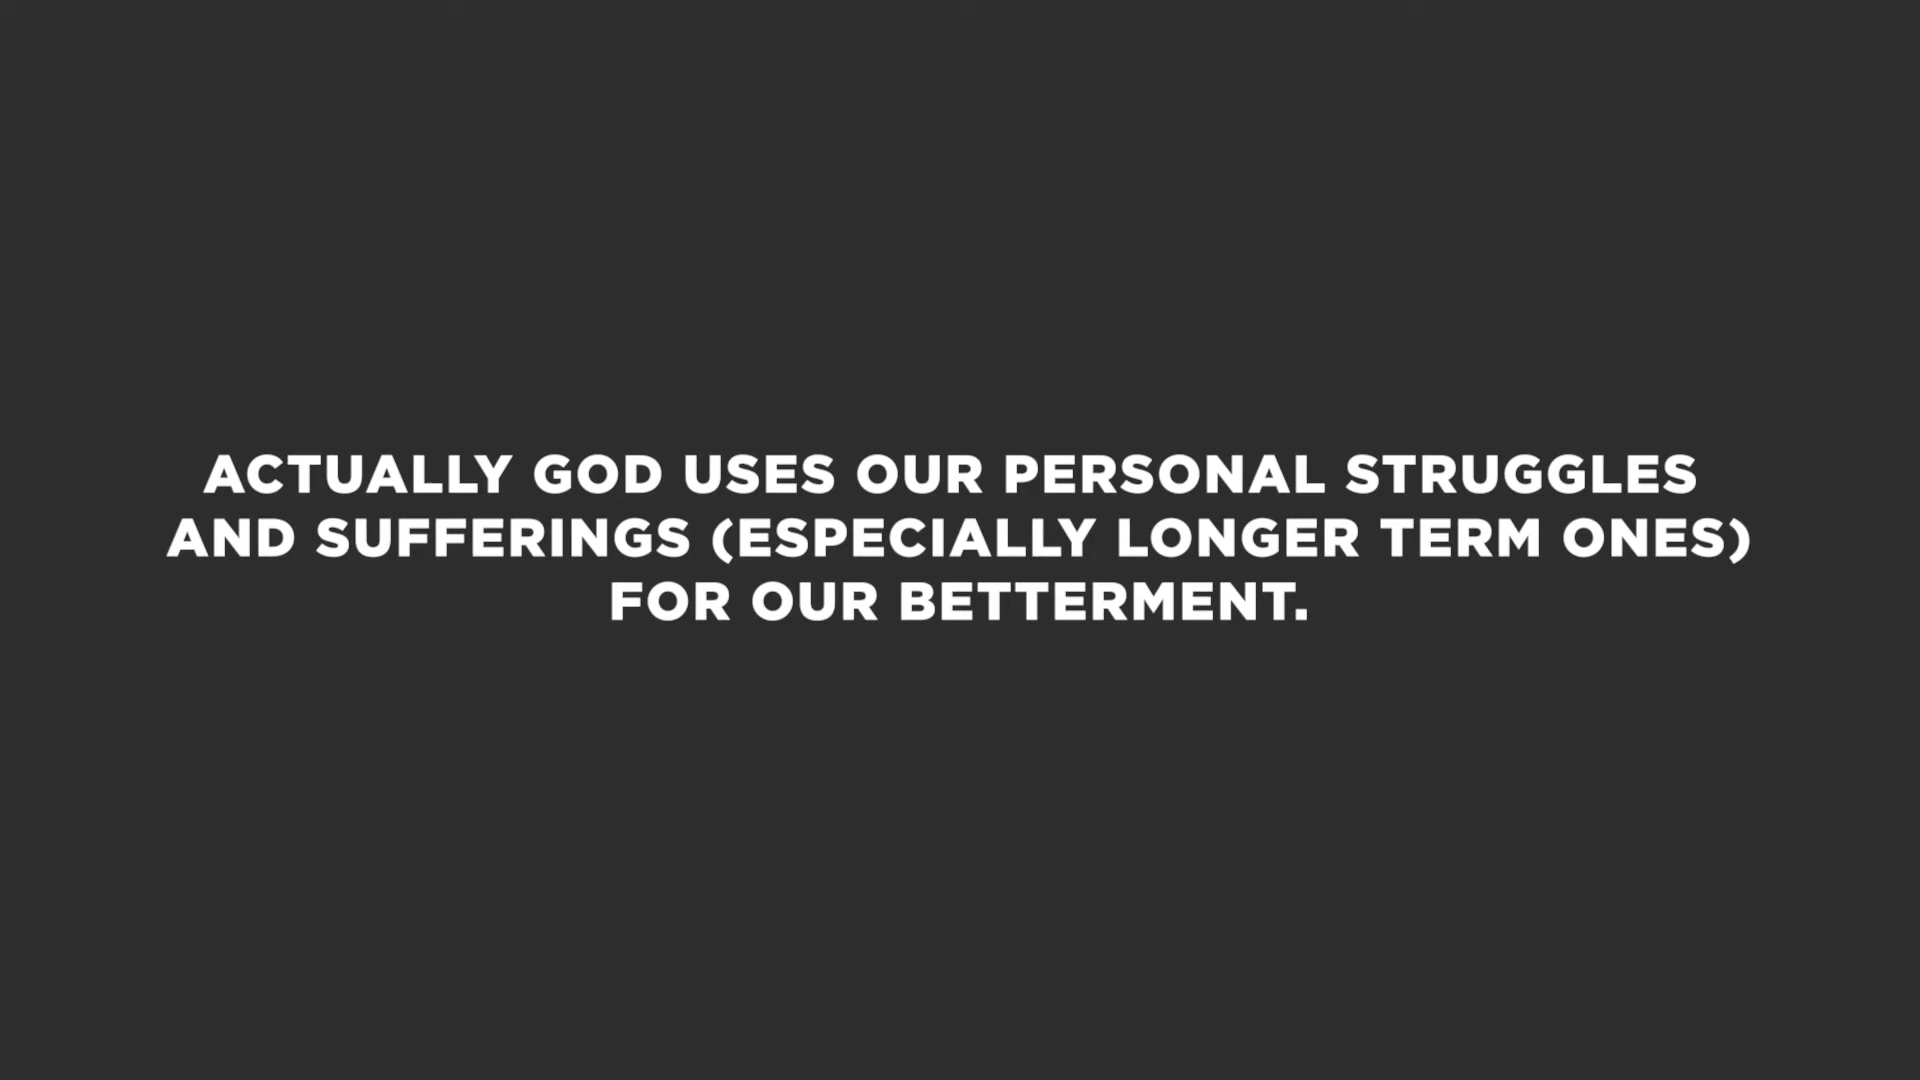 ACTUALLY GOD USES OUR PERSONAL STRUGGLES
AND SUFFERINGS (ESPECIALLY LONGER TERM ONES)
FOR OUR BETTERMENT.